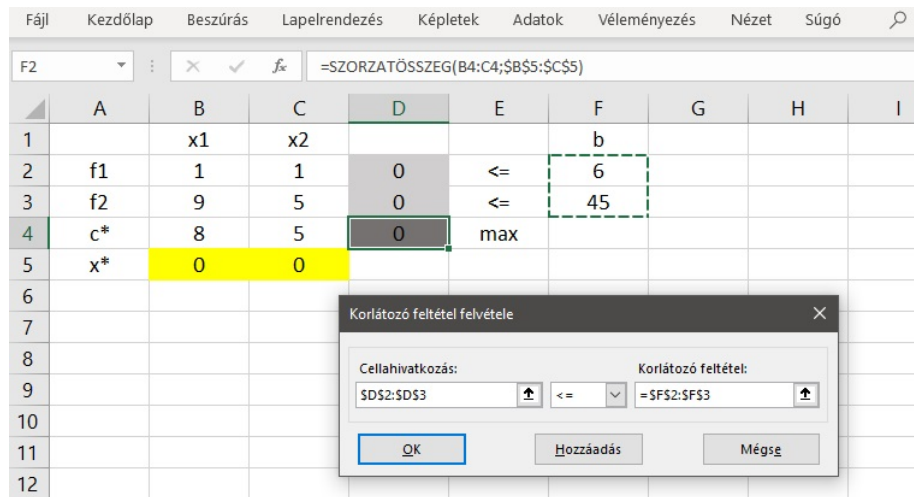 Fájl Kezdőlap Beszúrás Lapelrendezés Képletek Adatok Véleményezés Nézet Súgó
F2 fx =SZORZATÖSSZEG(B4:C4;$B$5:$C$5)
A B C D E F G H I
1 x1 x2 b
2 f1 1 1 0 <= 6
3 f2 9 5 0 <= 45
4 c* 8 5 0 max
5 x* 0 0
6
Korlátozó feltétel felvétele
7
8
Cellahivatkozás: Korlátozó feltétel:
9 $D$2:$D$3 <= =$F$2:$F$3
10
11 OK Hozzáadás Mégse
12